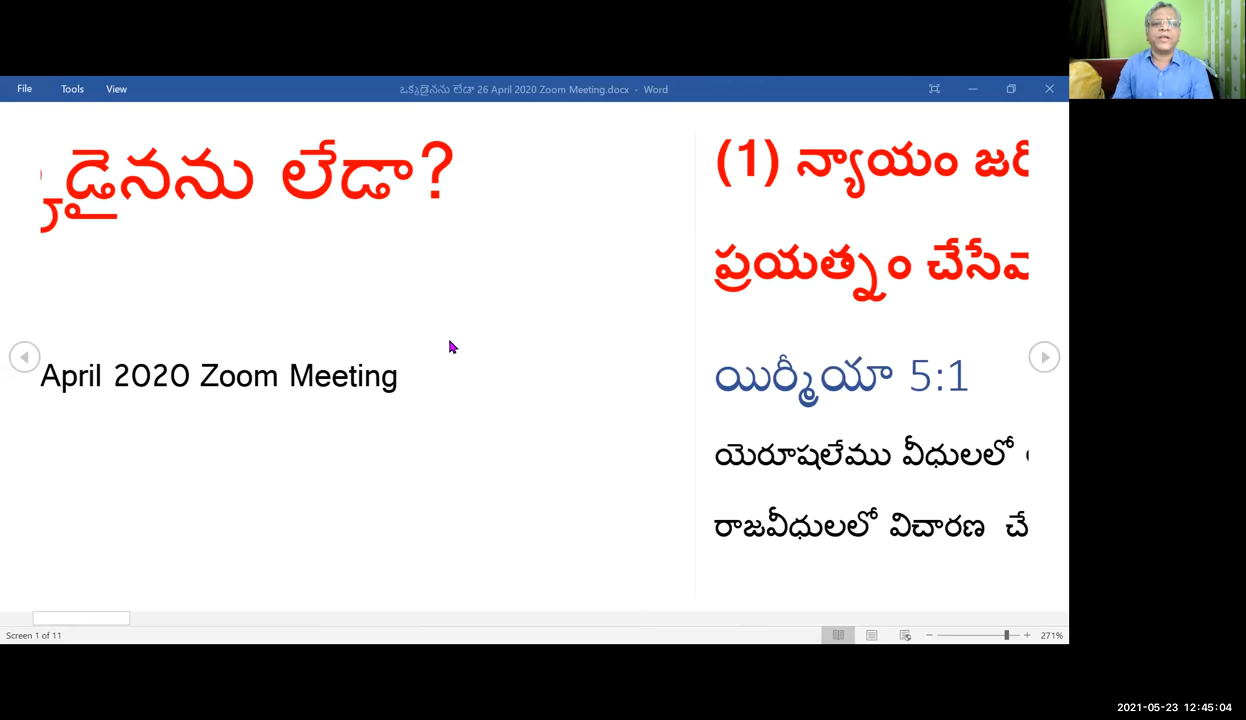 File Tools View ఒక్కడైనను లేడా 26 April 2020 Zoom Meeting.docx - Word
డైనను లేడా?
April 2020 Zoom Meeting
(1) న్యాయం
ప్రయత్నం
యిర్మీయా 5:1
యెరూషలేము వీధులలో
రాజవీధులలో విచారణ చే
Screen 1 of 11
271%
2021-05-23 12:45:04